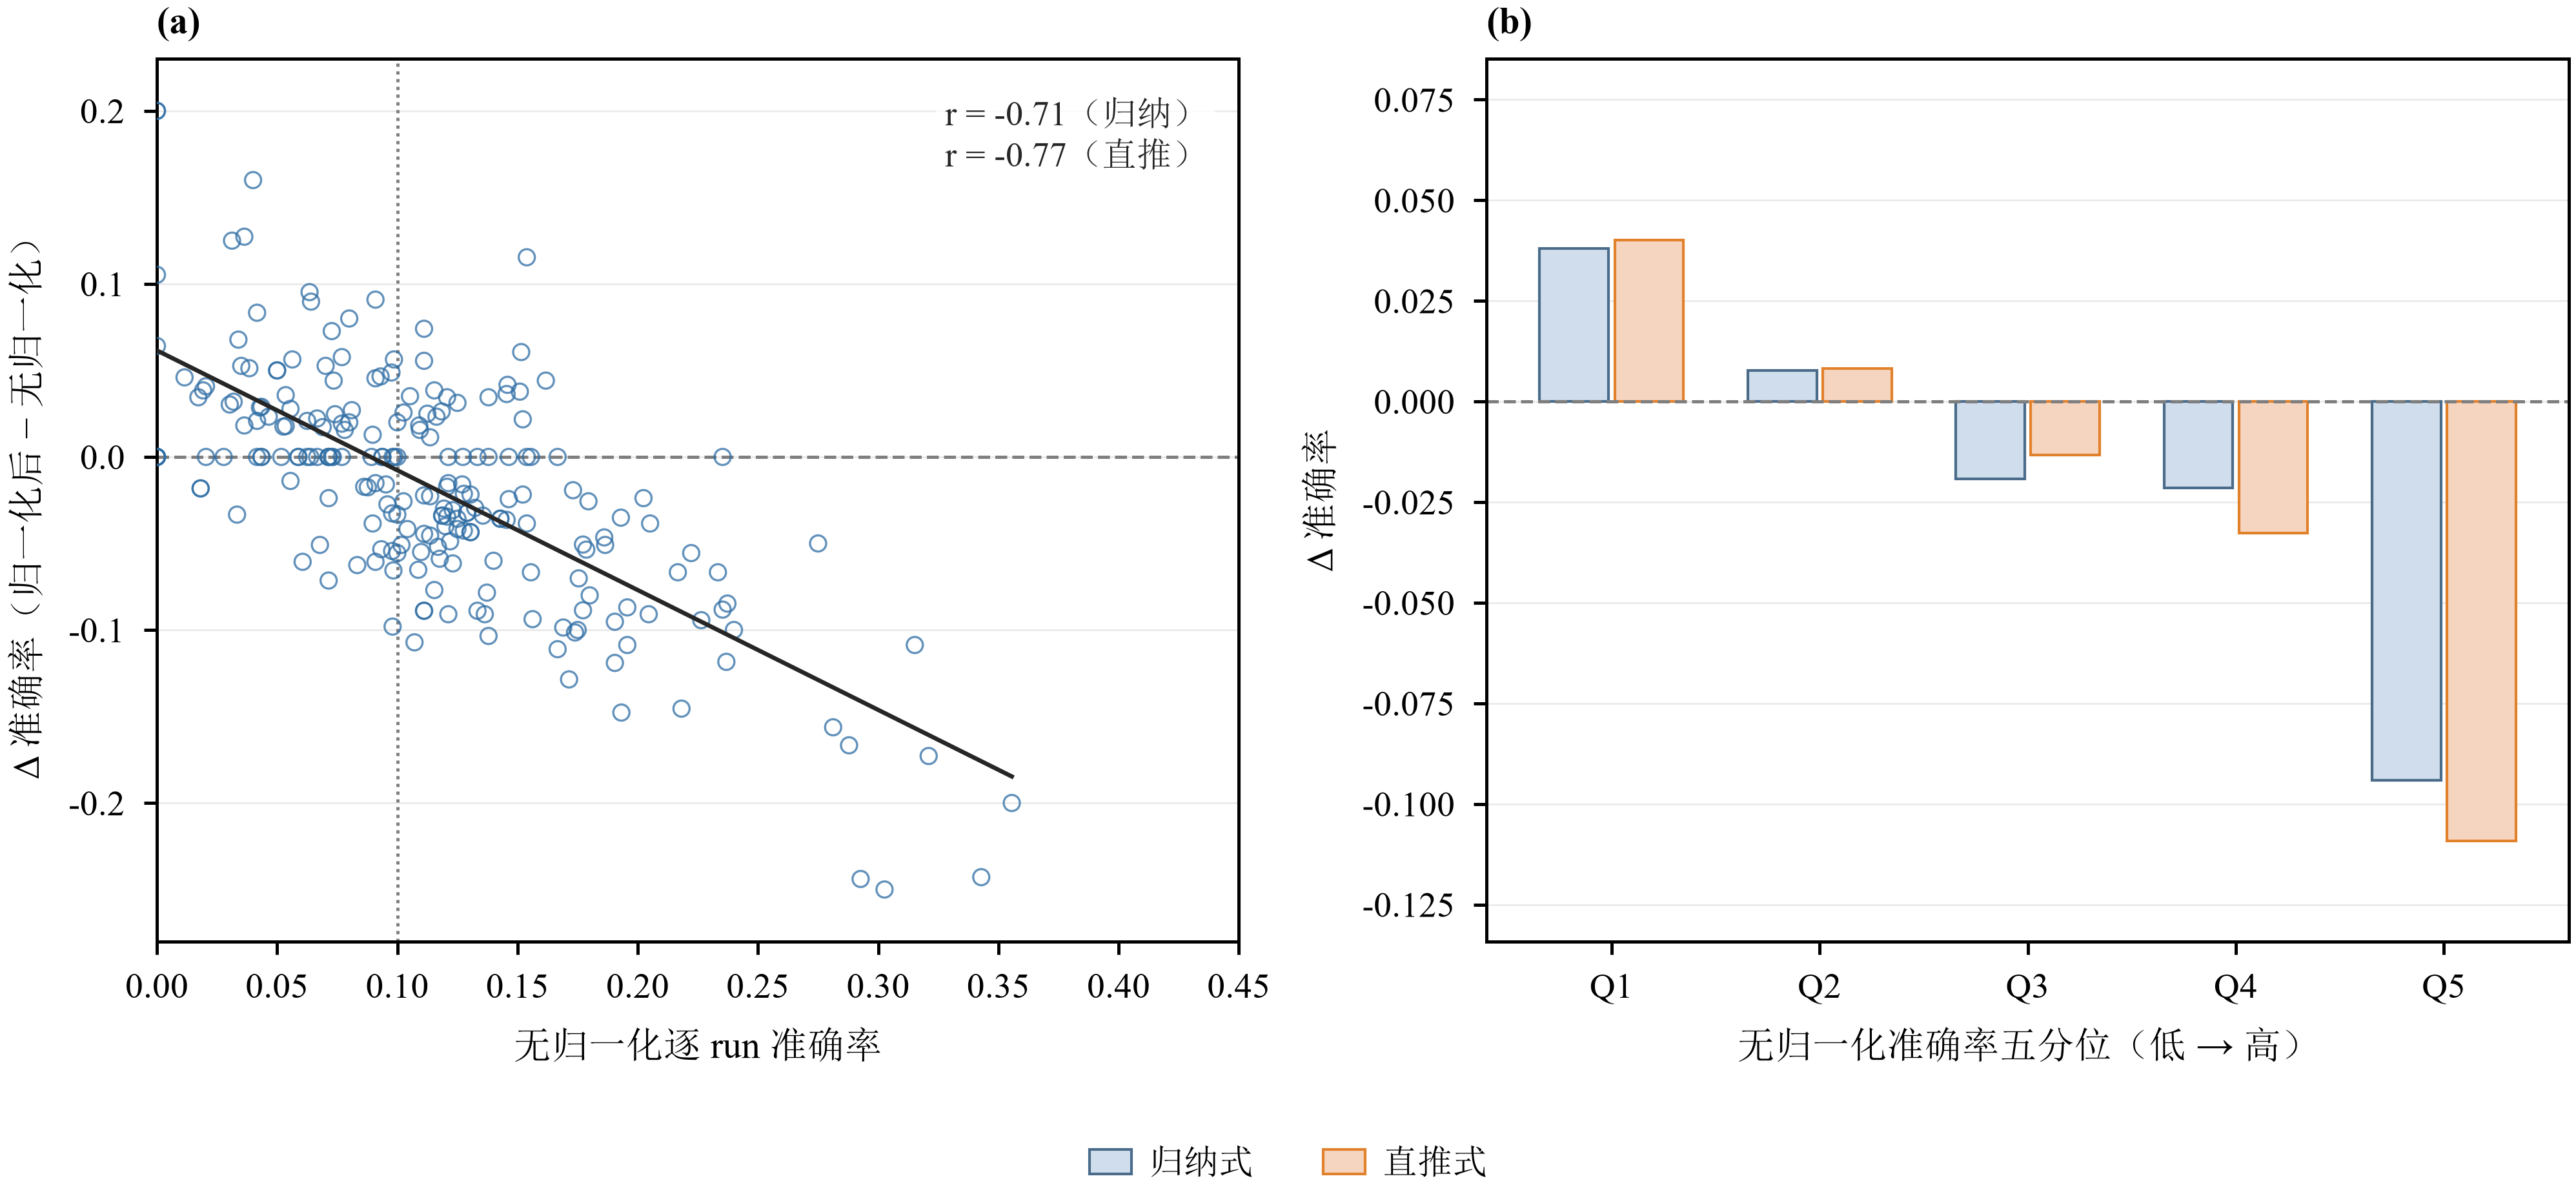 (a)
r = -0.71（归纳）
r = -0.77（直推）
Δ 准确率（归一化后 − 无归一化）
0.2
0.1
0.0
-0.1
-0.2
0.00 0.05 0.10 0.15 0.20 0.25 0.30 0.35 0.40 0.45
无归一化逐 run 准确率
(b)
Δ 准确率
0.075
0.050
0.025
0.000
-0.025
-0.050
-0.075
-0.100
-0.125
Q1 Q2 Q3 Q4 Q5
无归一化准确率五分位（低 → 高）
归纳式 直推式